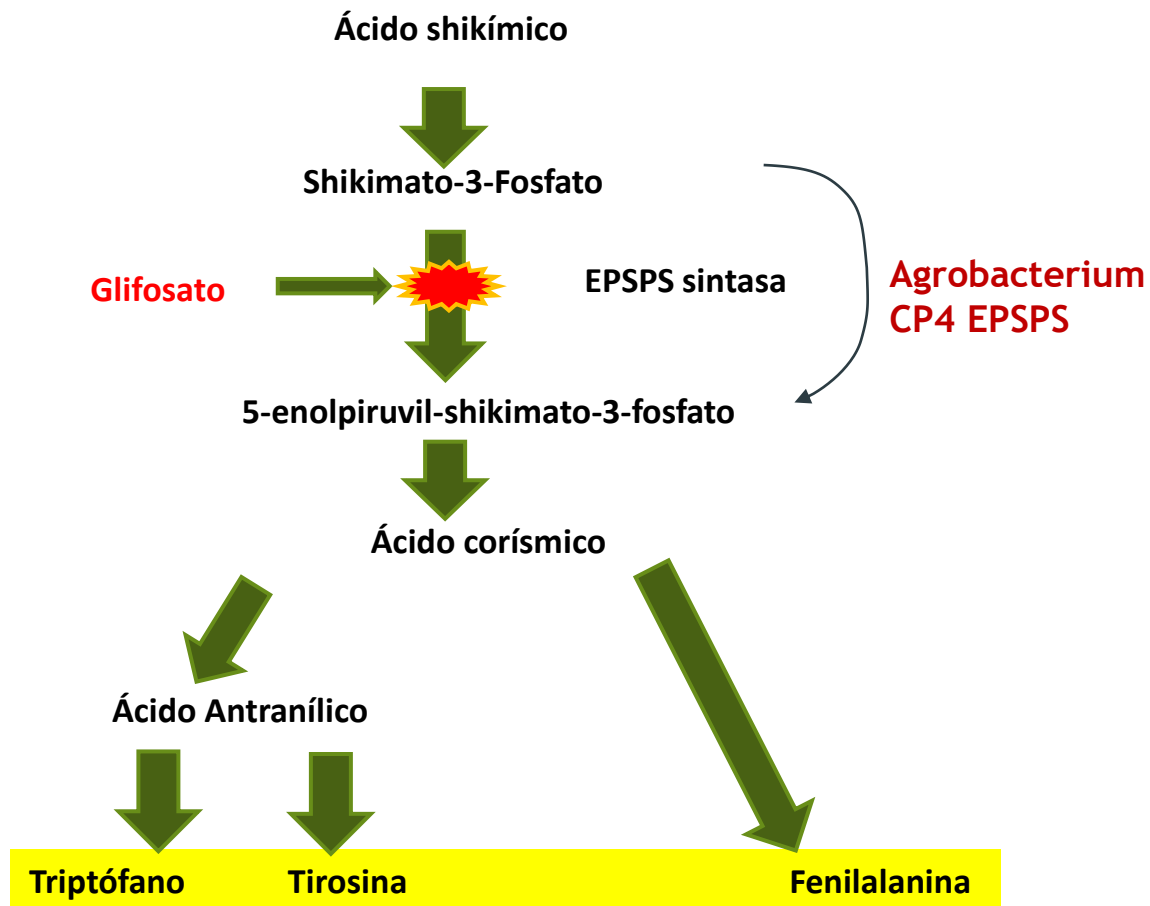 Ácido shikímico
Shikimato-3-Fosfato
Glifosato
EPSPS sintasa
Agrobacterium
CP4 EPSPS
5-enolpiruvil-shikimato-3-fosfato
Ácido corísmico
Ácido Antranílico
Triptófano
Tirosina
Fenilalanina